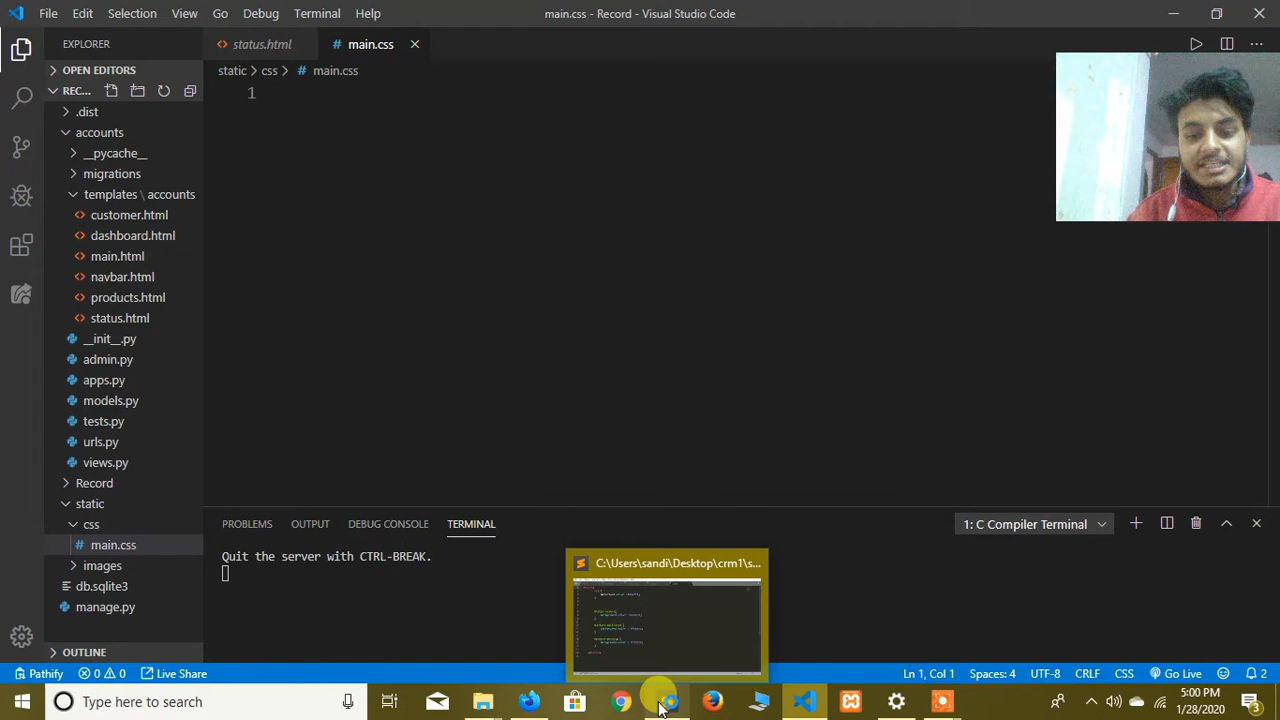 File Edit Selection View Go Debug Terminal Help
main.css - Record - Visual Studio Code
EXPLORER
status.html
# main.css
OPEN EDITORS
static > css > # main.css
REC...
1
.dist
accounts
__pycache__
migrations
templates \ accounts
customer.html
dashboard.html
main.html
navbar.html
products.html
status.html
__init__.py
admin.py
apps.py
models.py
tests.py
urls.py
views.py
Record
static
css
# main.css
images
db.sqlite3
manage.py
OUTLINE
PROBLEMS OUTPUT DEBUG CONSOLE TERMINAL
1: C Compiler Terminal
Quit the server with CTRL-BREAK.
C:\Users\sandi\Desktop\crm1\s...
Pathify 0 0 Live Share
Ln 1, Col 1 Spaces: 4 UTF-8 CRLF CSS Go Live 2
Type here to search
5:00 PM
1/28/2020
3